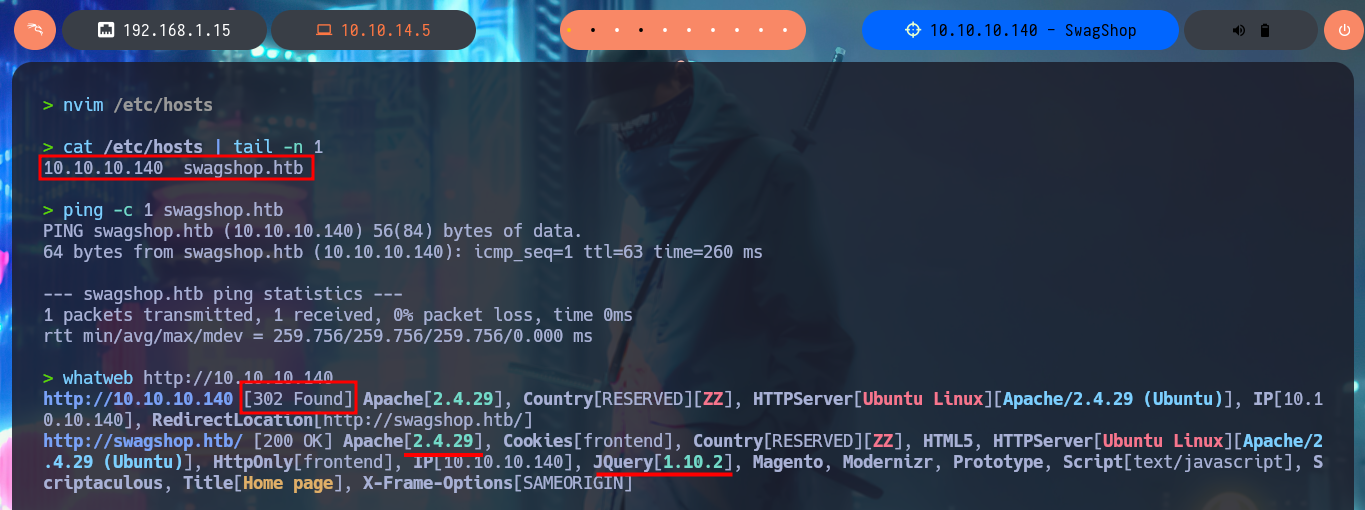 192.168.1.15
10.10.14.5
10.10.10.140 - SwagShop
> nvim /etc/hosts
> cat /etc/hosts | tail -n 1
10.10.10.140  swagshop.htb
> ping -c 1 swagshop.htb
PING swagshop.htb (10.10.10.140) 56(84) bytes of data.
64 bytes from swagshop.htb (10.10.10.140): icmp_seq=1 ttl=63 time=260 ms
--- swagshop.htb ping statistics ---
1 packets transmitted, 1 received, 0% packet loss, time 0ms
rtt min/avg/max/mdev = 259.756/259.756/259.756/0.000 ms
> whatweb http://10.10.10.140
http://10.10.10.140 [302 Found] Apache[2.4.29], Country[RESERVED][ZZ], HTTPServer[Ubuntu Linux][Apache/2.4.29 (Ubuntu)], IP[10.1
0.10.140], RedirectLocation[http://swagshop.htb/]
http://swagshop.htb/ [200 OK] Apache[2.4.29], Cookies[frontend], Country[RESERVED][ZZ], HTML5, HTTPServer[Ubuntu Linux][Apache/2
.4.29 (Ubuntu)], HttpOnly[frontend], IP[10.10.10.140], JQuery[1.10.2], Magento, Modernizr, Prototype, Script[text/javascript], S
criptaculous, Title[Home page], X-Frame-Options[SAMEORIGIN]